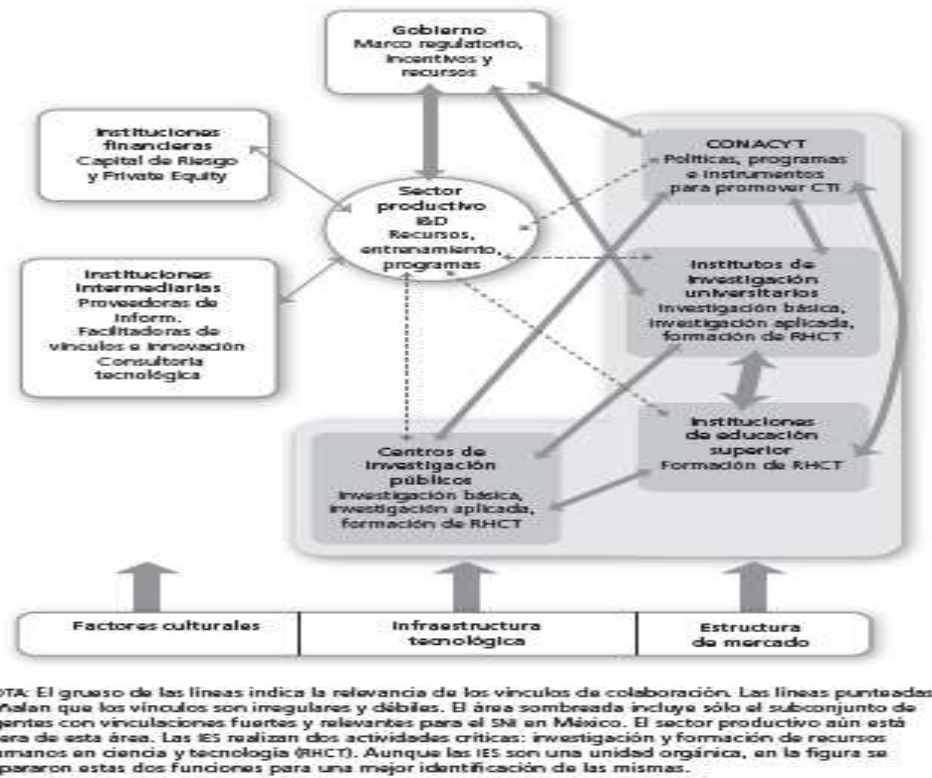 Gobierno
Marco regulatorio,
incentivos y
recursos
Instituciones
financieras
Capital de Riesgo
y Private Equity
CONACYT
Políticas, programas
e instrumentos
para promover CTI
Sector
productivo
I&D
Recursos,
entrenamiento,
programas
Instituciones
intermediarias
Proveedoras de
inform.
Facilitadoras de
vínculos e innovación
Consultoría
tecnológica
Institutos de
investigación
universitarios
Investigación básica,
investigación aplicada,
formación de RHCT
Instituciones
de educación
superior
Formación de RHCT
Centros de
investigación
públicos
Investigación básica,
investigación aplicada,
formación de RHCT
Factores culturales
Infraestructura
tecnológica
Estructura
de mercado
OTA: El grueso de las líneas indica la relevancia de los vínculos de colaboración. Las líneas punteadas
ñalan que los vínculos son irregulares y débiles. El área sombreada incluye sólo el subconjunto de
gentes con vinculaciones fuertes y relevantes para el SNI en México. El sector productivo aún está
era de esta área. Las IES realizan dos actividades críticas: investigación y formación de recursos
umanos en ciencia y tecnología (RHCT). Aunque las IES son una unidad orgánica, en la figura se
pararon estas dos funciones para una mejor identificación de las mismas.